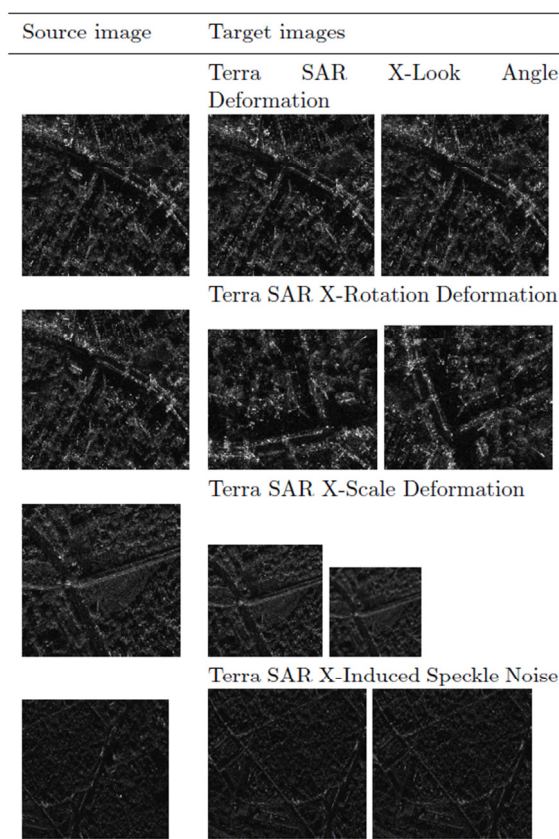 Source image Target images
Terra SAR X-Look Angle
Deformation
Terra SAR X-Rotation Deformation
Terra SAR X-Scale Deformation
Terra SAR X-Induced Speckle Noise